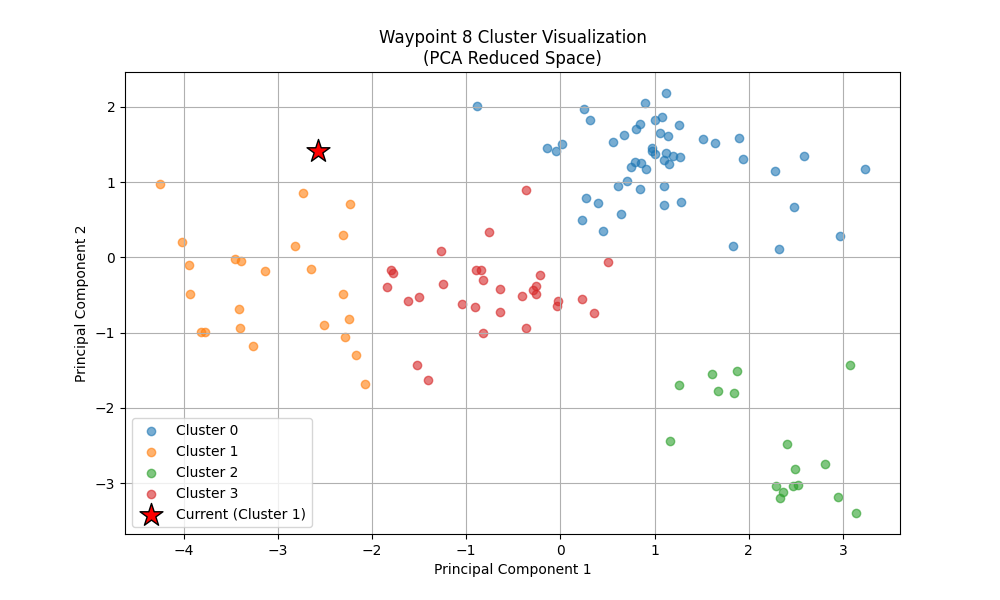 Waypoint 8 Cluster Visualization
(PCA Reduced Space)
Principal Component 2
2
1
0
−1
−2
−3
Cluster 0
Cluster 1
Cluster 2
Cluster 3
Current (Cluster 1)
−4 −3 −2 −1 0 1 2 3
Principal Component 1